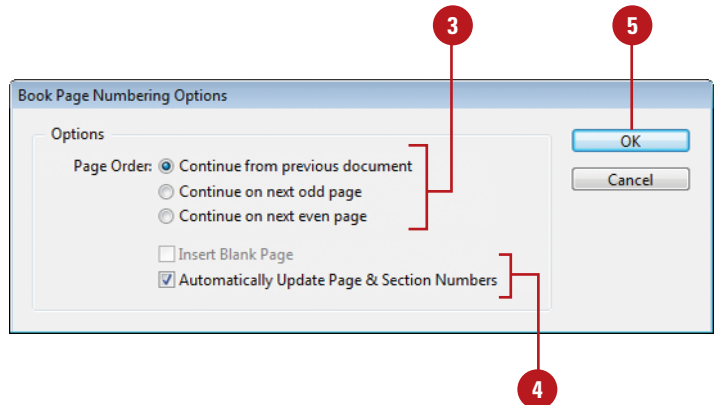 3
5
Book Page Numbering Options
Options
OK
Page Order: Continue from previous document
Cancel
Continue on next odd page
Continue on next even page
Insert Blank Page
Automatically Update Page & Section Numbers
4